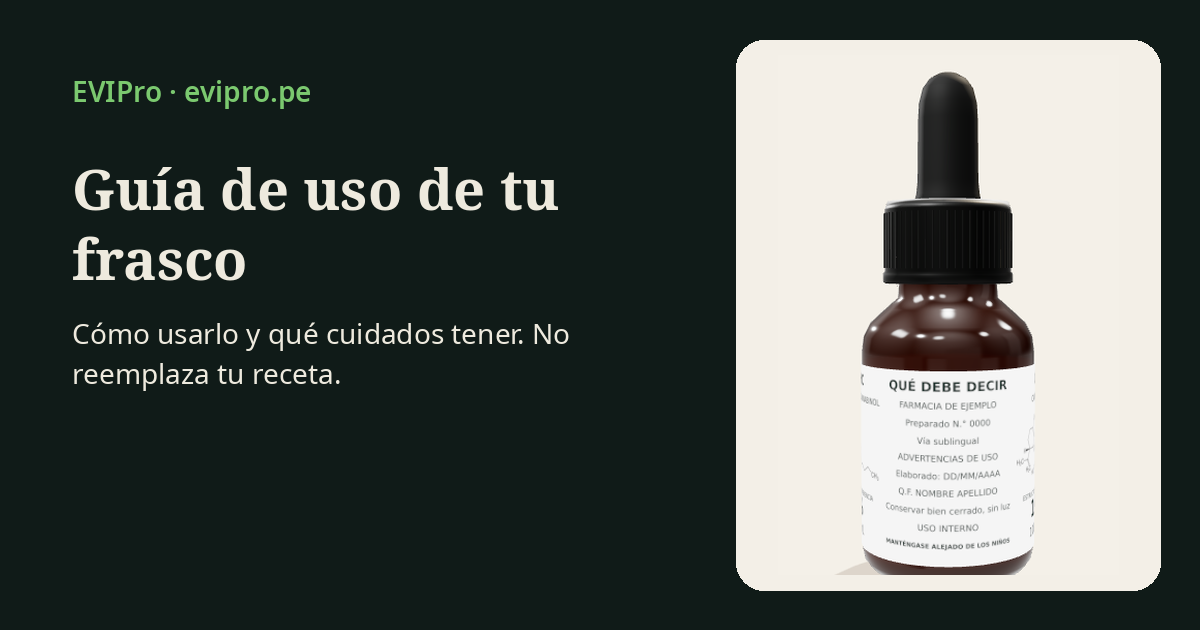 EVIPro · evipro.pe
Guía de uso de tu
frasco
Cómo usarlo y qué cuidados tener. No
reemplaza tu receta.
QUÉ DEBE DECIR
FARMACIA DE EJEMPLO
Preparado N.° 0000
Vía sublingual
ADVERTENCIAS DE USO
Elaborado: DD/MM/AAAA
Q.F. NOMBRE APELLIDO
Conservar bien cerrado, sin luz
USO INTERNO
MANTÉNGASE ALEJADO DE LOS NIÑOS